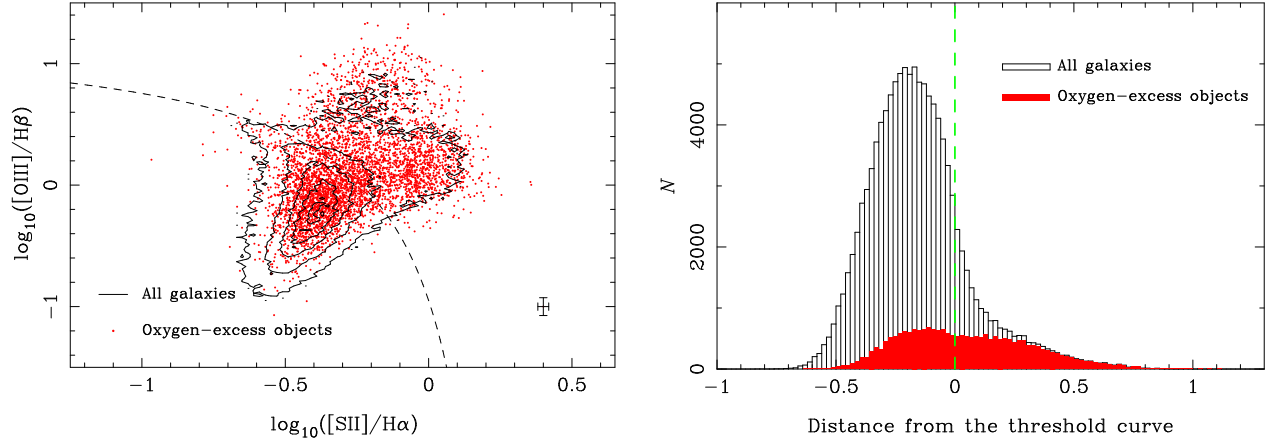 log₁₀([OIII]/Hβ)
1
0
−1
All galaxies
Oxygen−excess objects
−1
−0.5
0
0.5
log₁₀([SII]/Hα)
N
4000
2000
0
All galaxies
Oxygen−excess objects
−1
−0.5
0
0.5
1
Distance from the threshold curve